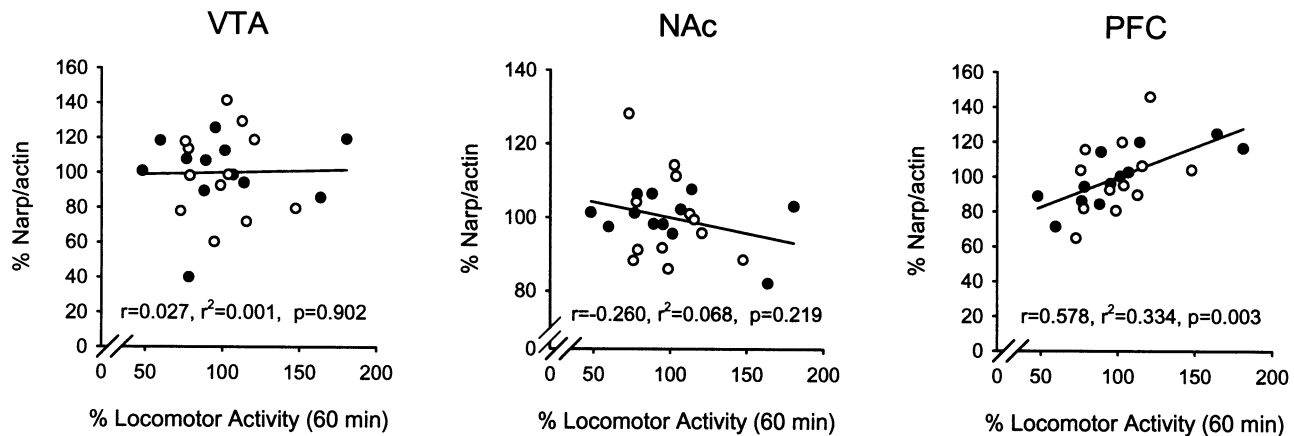 VTA
NAc
PFC
% Narp/actin
160
140
120
100
80
60
40
20
0
r=0.027, r²=0.001, p=0.902
50
100
150
200
% Locomotor Activity (60 min)
% Narp/actin
140
120
100
80
0
r=-0.260, r²=0.068, p=0.219
50
100
150
200
% Locomotor Activity (60 min)
% Narp/actin
160
140
120
100
80
60
40
20
0
r=0.578, r²=0.334, p=0.003
50
100
150
200
% Locomotor Activity (60 min)